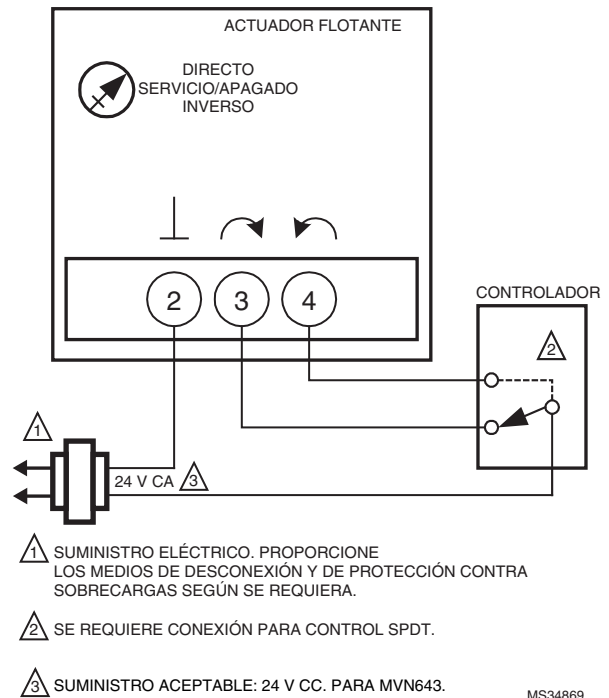 ACTUADOR FLOTANTE
DIRECTO
SERVICIO/APAGADO
INVERSO
2
3
4
CONTROLADOR
2
1
24 V CA
3
1 SUMINISTRO ELÉCTRICO. PROPORCIONE
LOS MEDIOS DE DESCONEXIÓN Y DE PROTECCIÓN CONTRA
SOBRECARGAS SEGÚN SE REQUIERA.
2 SE REQUIERE CONEXIÓN PARA CONTROL SPDT.
3 SUMINISTRO ACEPTABLE: 24 V CC. PARA MVN643.
MS34869